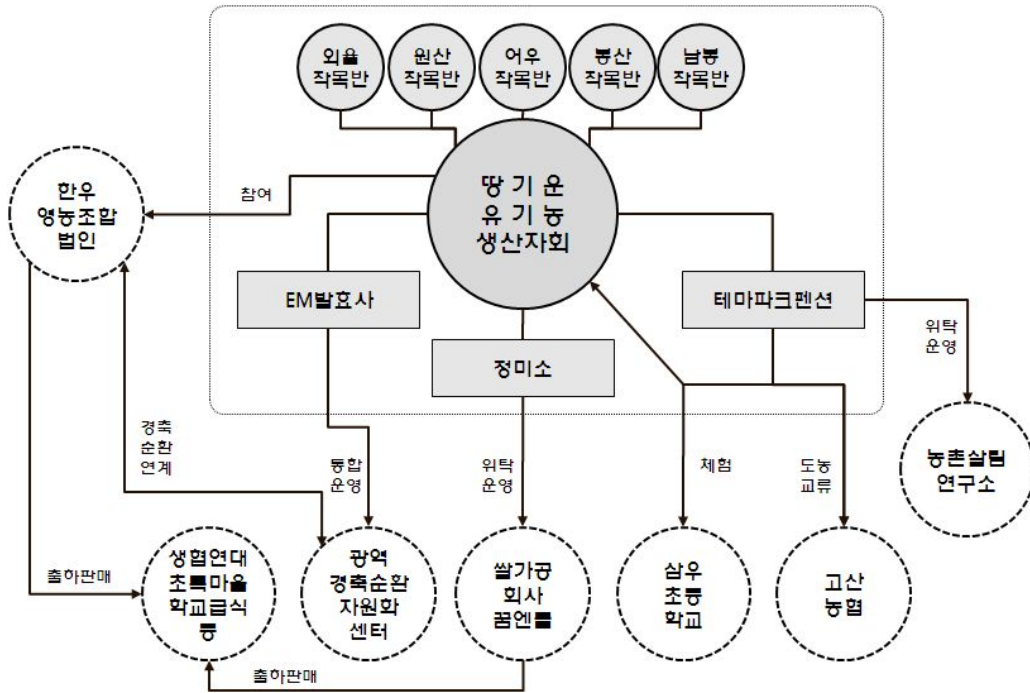 외율
작목반
원산
작목반
어우
작목반
봉산
작목반
남봉
작목반
땅 기 운
유 기 농
생산자회
참여
한우
영농조합
법인
EM발효사
테마파크펜션
정미소
위탁
운영
경축
순환
연계
통합
운영
위탁
운영
체험
도농
교류
농촌살림
연구소
출하판매
생협연대
초록마을
학교급식
등
광역
경축순환
자원화
센터
쌀가공
회사
꿈엔들
삼우
초등
학교
고산
농협
출하판매